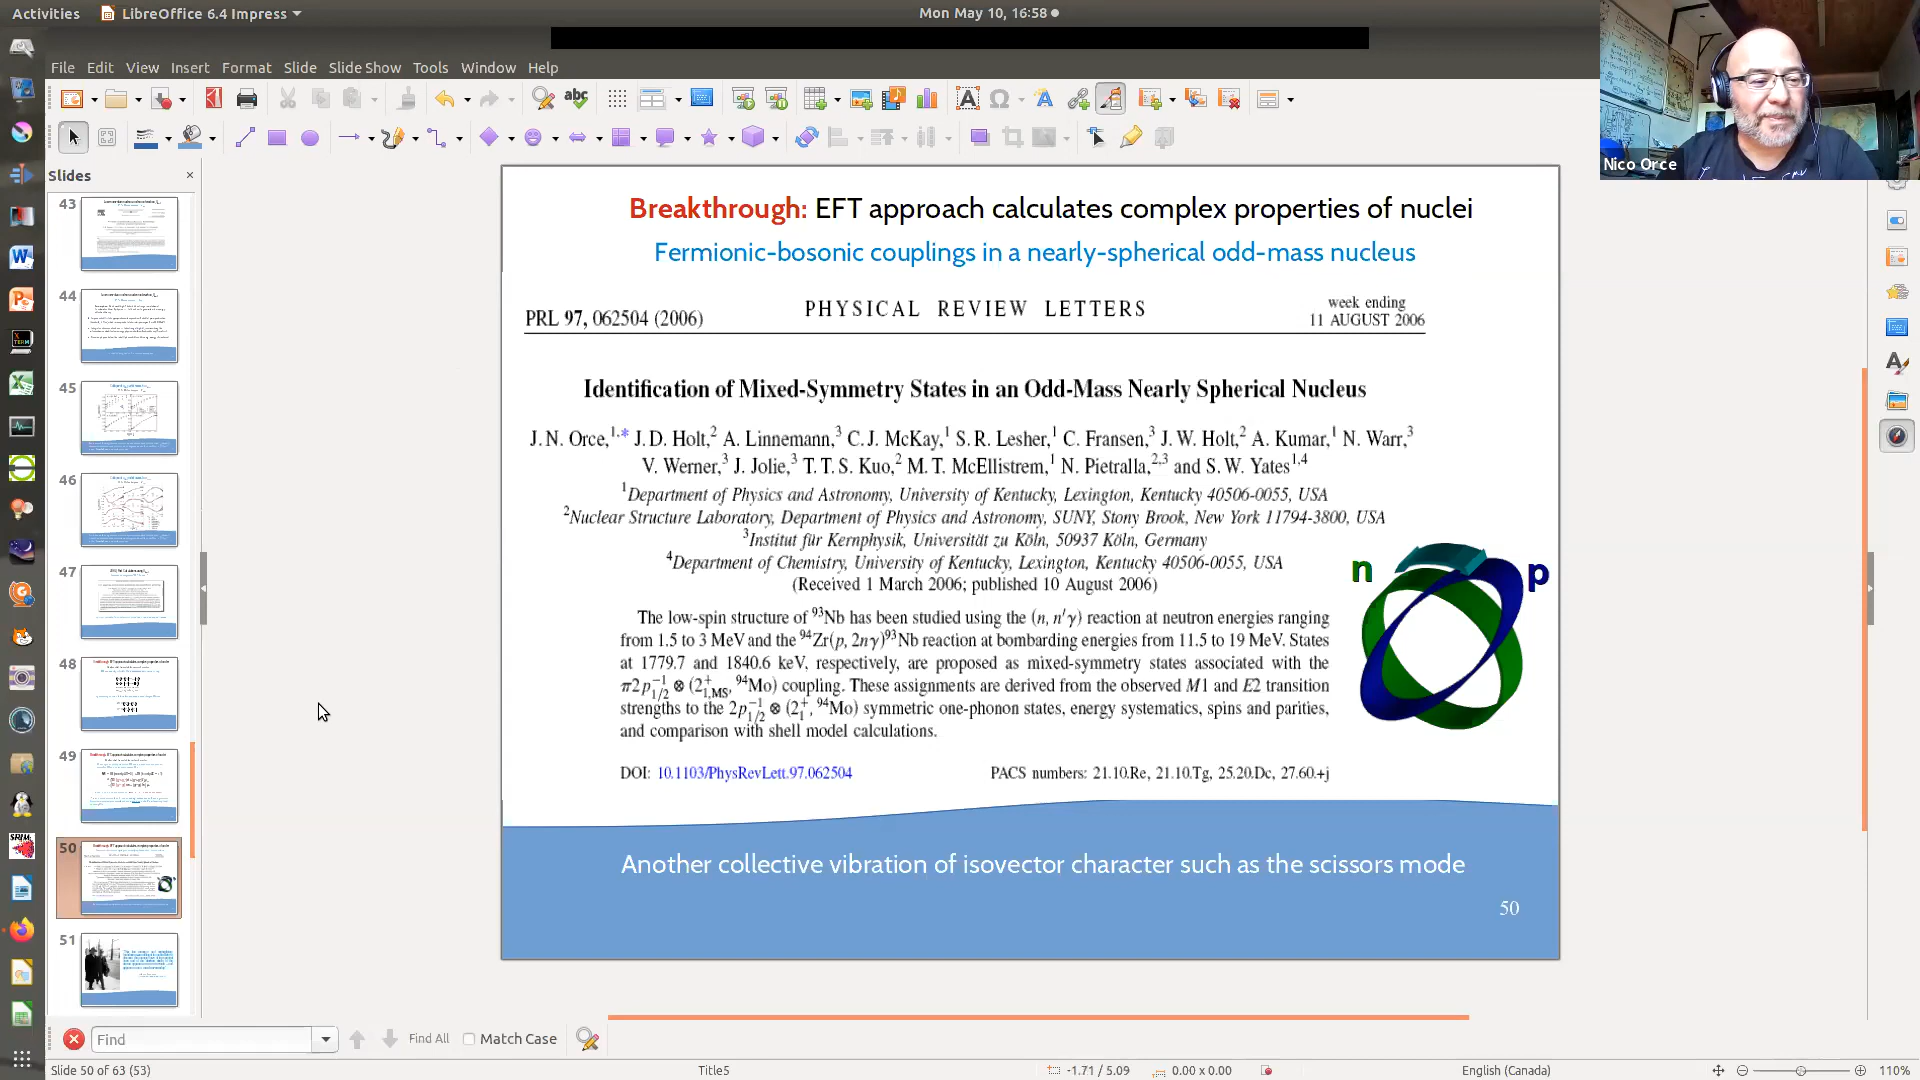 Activities
LibreOffice 6.4 Impress
Mon May 10, 16:58
File Edit View Insert Format Slide Slide Show Tools Window Help
Nico Orce
Slides
43
44
45
46
47
48
49
50
51
Breakthrough: EFT approach calculates complex properties of nuclei
Fermionic-bosonic couplings in a nearly-spherical odd-mass nucleus
PRL 97, 062504 (2006)
PHYSICAL REVIEW LETTERS
week ending
11 AUGUST 2006
Identification of Mixed-Symmetry States in an Odd-Mass Nearly Spherical Nucleus
J. N. Orce,1,* J. D. Holt,2 A. Linnemann,3 C. J. McKay,1 S. R. Lesher,1 C. Fransen,3 J. W. Holt,2 A. Kumar,1 N. Warr,3
V. Werner,3 J. Jolie,3 T. T. S. Kuo,2 M. T. McEllistrem,1 N. Pietralla,2,3 and S. W. Yates1,4
1Department of Physics and Astronomy, University of Kentucky, Lexington, Kentucky 40506-0055, USA
2Nuclear Structure Laboratory, Department of Physics and Astronomy, SUNY, Stony Brook, New York 11794-3800, USA
3Institut für Kernphysik, Universität zu Köln, 50937 Köln, Germany
4Department of Chemistry, University of Kentucky, Lexington, Kentucky 40506-0055, USA
(Received 1 March 2006; published 10 August 2006)
n
p
The low-spin structure of 93Nb has been studied using the (n, n′γ) reaction at neutron energies ranging
from 1.5 to 3 MeV and the 94Zr(p, 2nγ)93Nb reaction at bombarding energies from 11.5 to 19 MeV. States
at 1779.7 and 1840.6 keV, respectively, are proposed as mixed-symmetry states associated with the
π2p−1 1/2 ⊗ (2+ 1,MS, 94Mo) coupling. These assignments are derived from the observed M1 and E2 transition
strengths to the 2p−1 1/2 ⊗ (2+ 1, 94Mo) symmetric one-phonon states, energy systematics, spins and parities,
and comparison with shell model calculations.
DOI: 10.1103/PhysRevLett.97.062504
PACS numbers: 21.10.Re, 21.10.Tg, 25.20.Dc, 27.60.+j
Another collective vibration of isovector character such as the scissors mode
50
Find
Find All
Match Case
Slide 50 of 63 (53)
Title5
-1.71 / 5.09
0.00 x 0.00
English (Canada)
110%